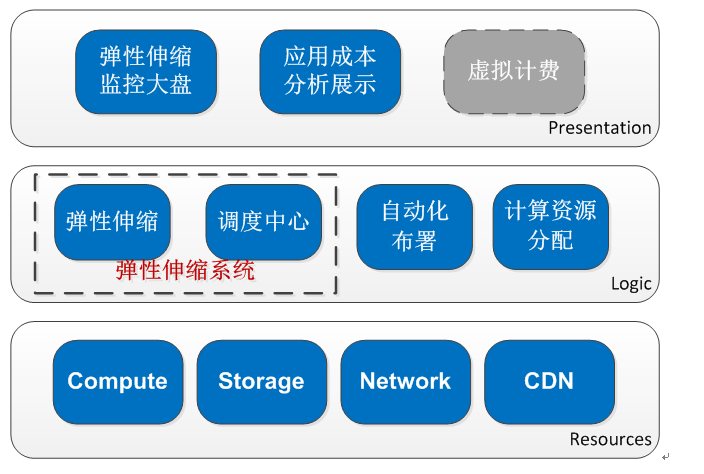 弹性伸缩
监控大盘
应用成本
分析展示
虚拟计费
Presentation
弹性伸缩
调度中心
弹性伸缩系统
自动化
布署
计算资源
分配
Logic
Compute
Storage
Network
CDN
Resources